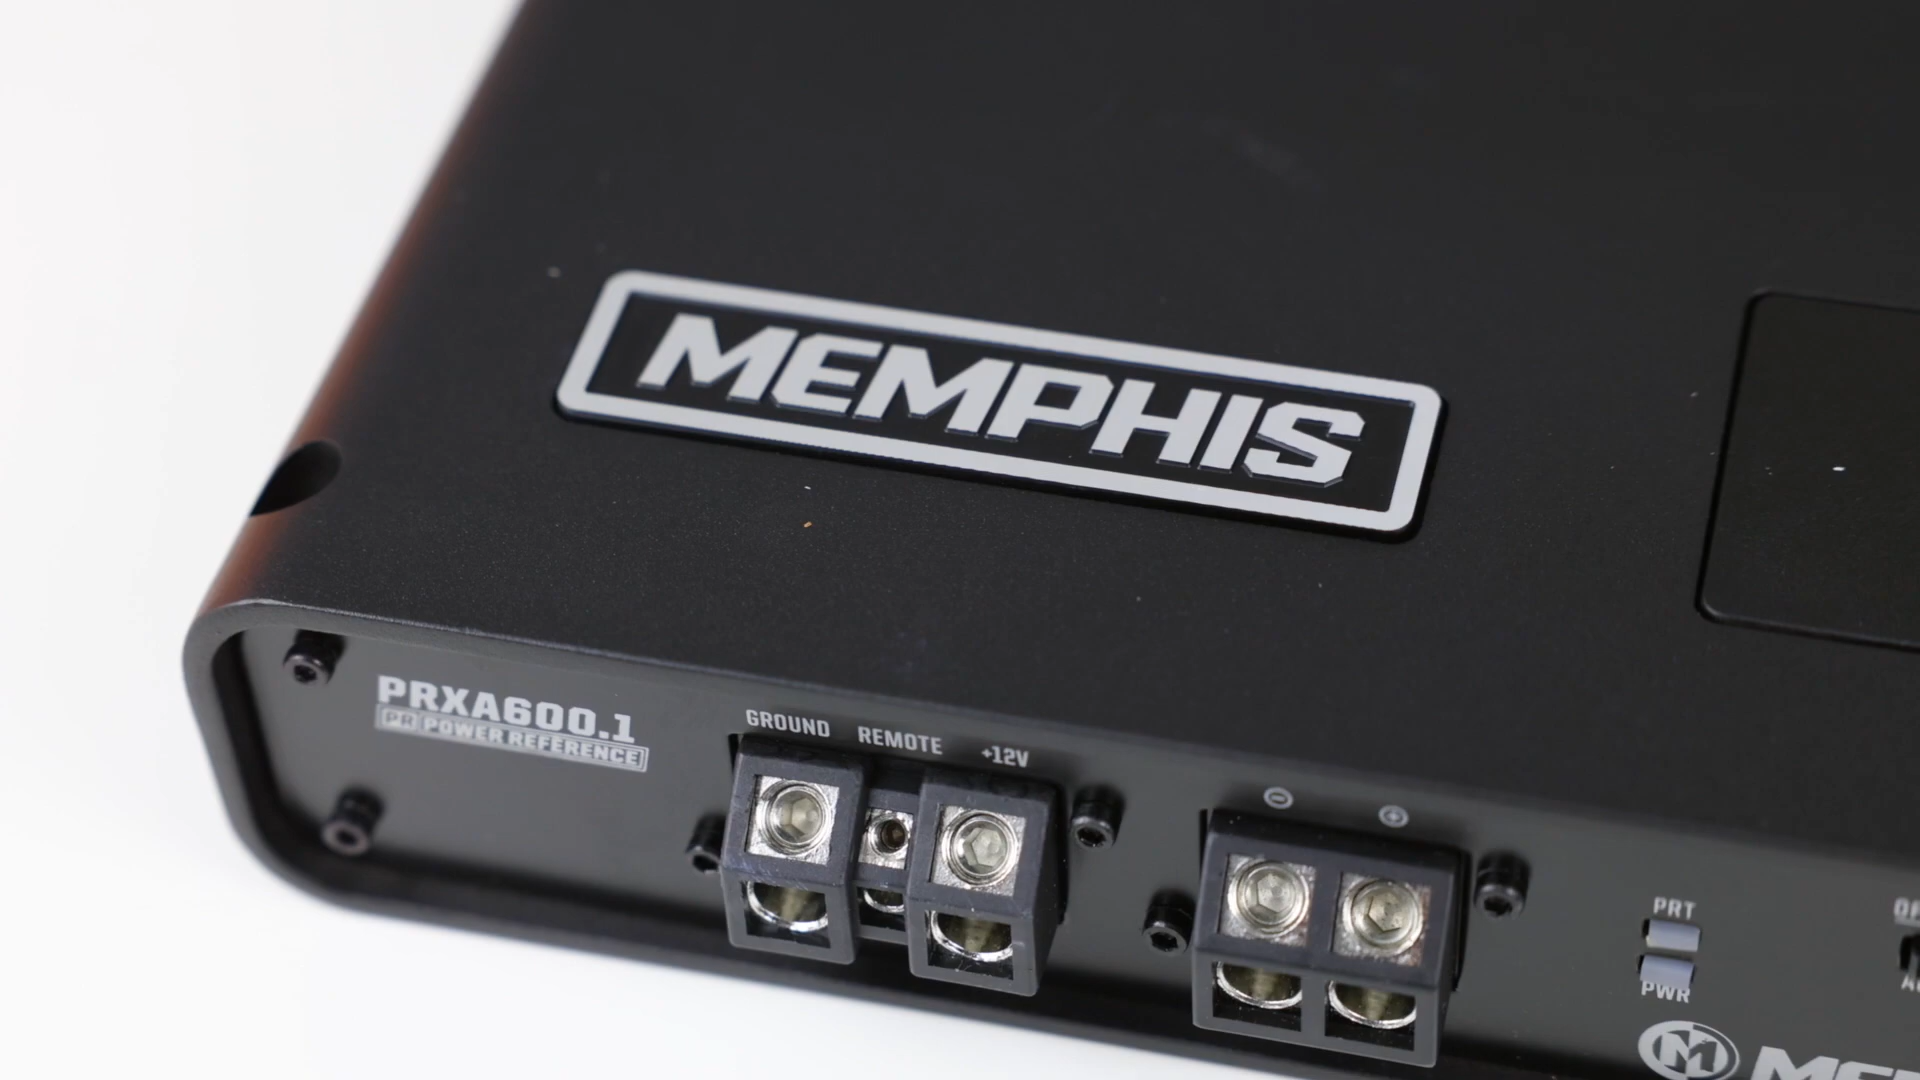 MEMPHIS
PRXA600.1
PR POWER REFERENCE
GROUND REMOTE +12V
⊖ ⊕
PRT
PWR
M